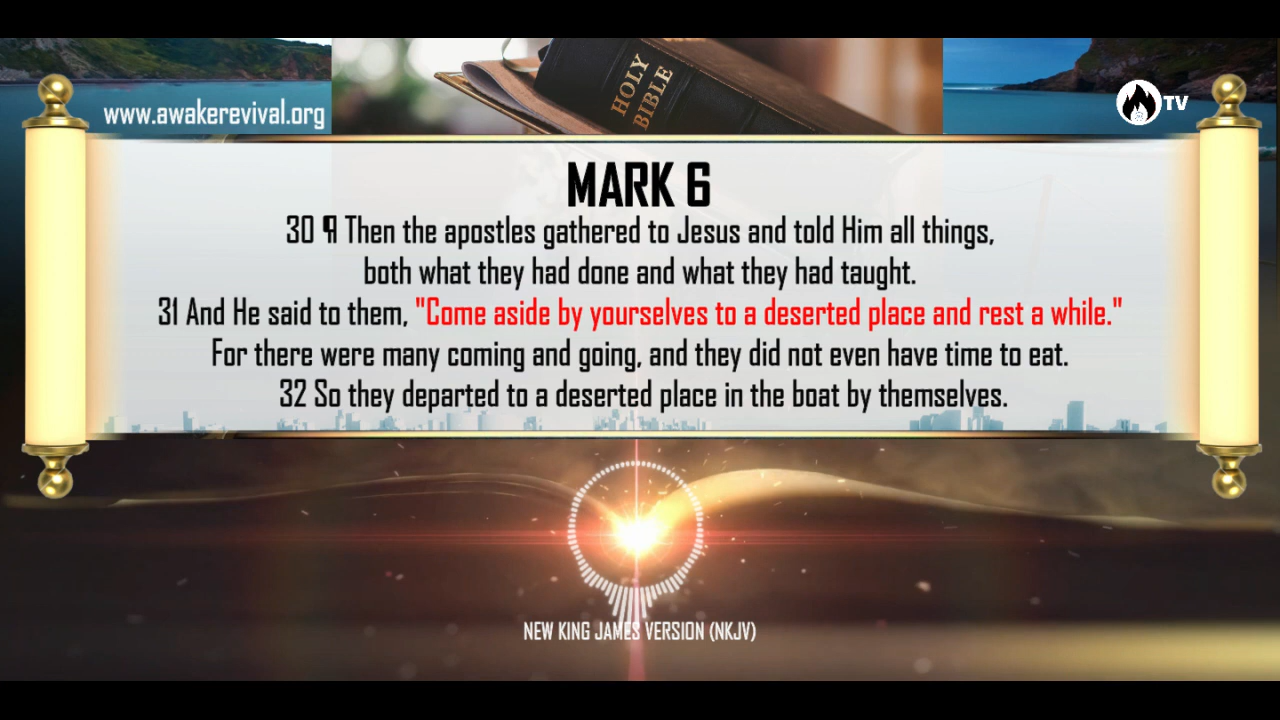 www.awakerevival.org
HOLY
BIBLE
TV
MARK 6
30 ¶ Then the apostles gathered to Jesus and told Him all things,
both what they had done and what they had taught.
31 And He said to them, "Come aside by yourselves to a deserted place and rest a while."
For there were many coming and going, and they did not even have time to eat.
32 So they departed to a deserted place in the boat by themselves.
NEW KING JAMES VERSION (NKJV)